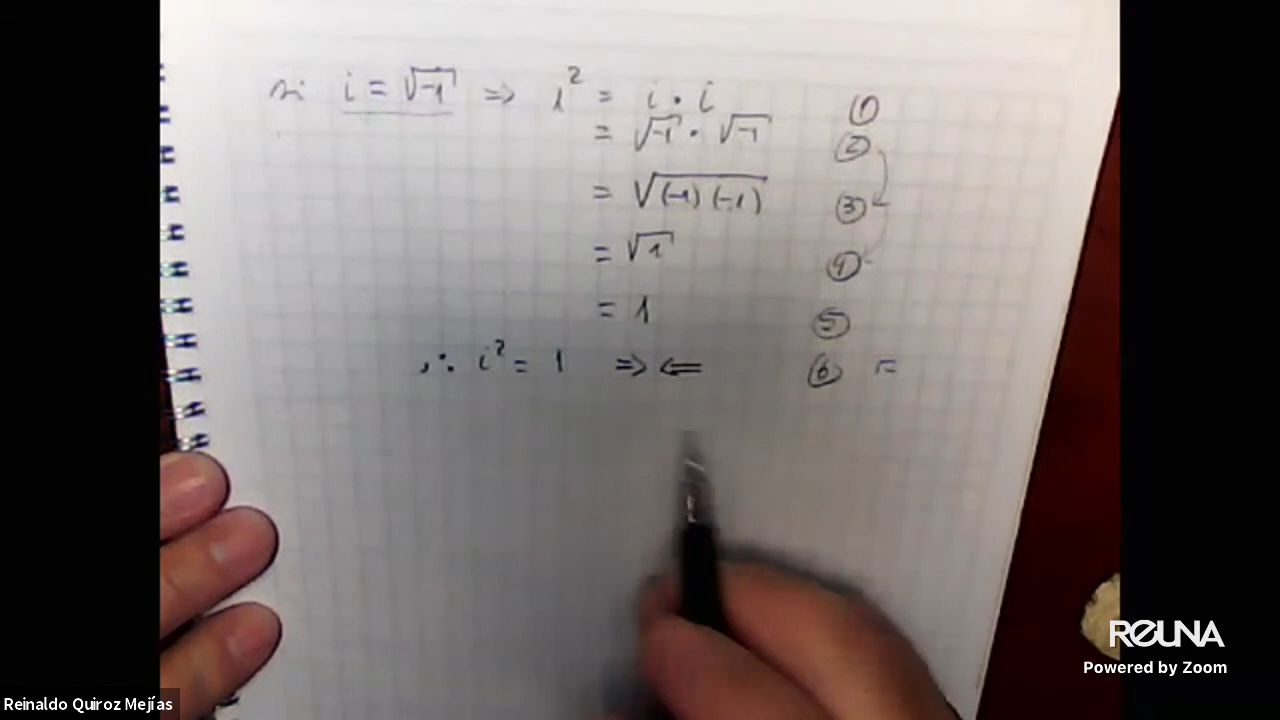 si i = √-1 ⇒ i² = i · i ①
= √-1 · √-1 ②
= √(-1)(-1) ③
= √1 ④
= 1 ⑤
∴ i² = 1 ⇒⇐ ⑥
REUNA
Powered by Zoom
Reinaldo Quiroz Mejías